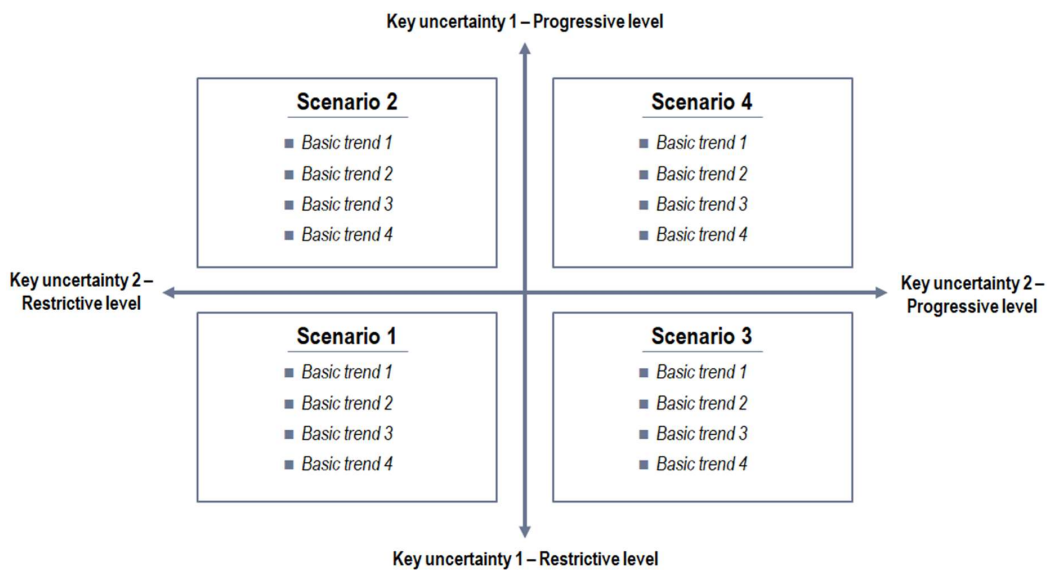 Key uncertainty 1 – Progressive level
Scenario 2
Basic trend 1
Basic trend 2
Basic trend 3
Basic trend 4
Scenario 4
Basic trend 1
Basic trend 2
Basic trend 3
Basic trend 4
Key uncertainty 2 –
Restrictive level
Key uncertainty 2 –
Progressive level
Scenario 1
Basic trend 1
Basic trend 2
Basic trend 3
Basic trend 4
Scenario 3
Basic trend 1
Basic trend 2
Basic trend 3
Basic trend 4
Key uncertainty 1 – Restrictive level